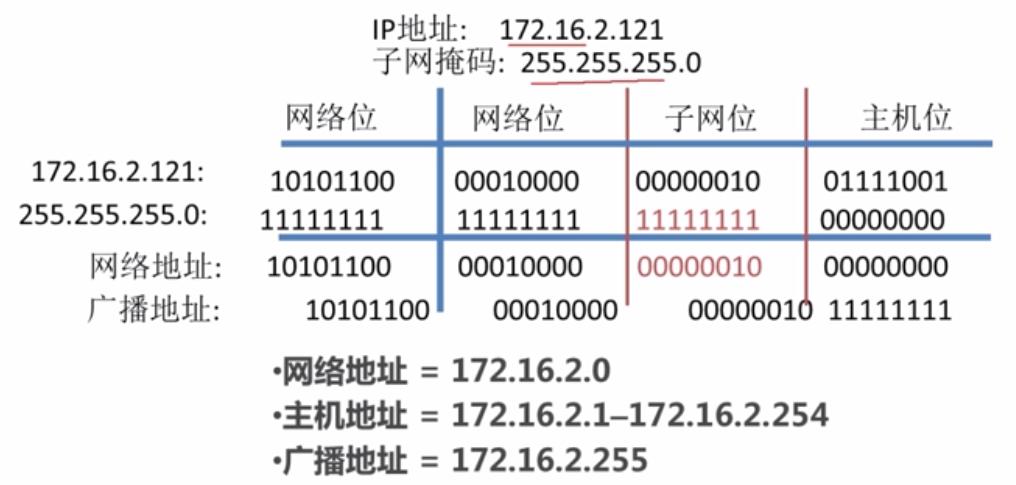 IP地址: 172.16.2.121
子网掩码: 255.255.255.0
网络位 网络位 子网位 主机位
172.16.2.121: 10101100 00010000 00000010 01111001
255.255.255.0: 11111111 11111111 11111111 00000000
网络地址: 10101100 00010000 00000010 00000000
广播地址: 10101100 00010000 00000010 11111111
•网络地址 = 172.16.2.0
•主机地址 = 172.16.2.1–172.16.2.254
•广播地址 = 172.16.2.255